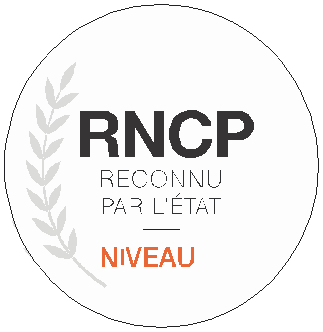 RNCP
RECONNU
PAR L'ÉTAT
NIVEAU